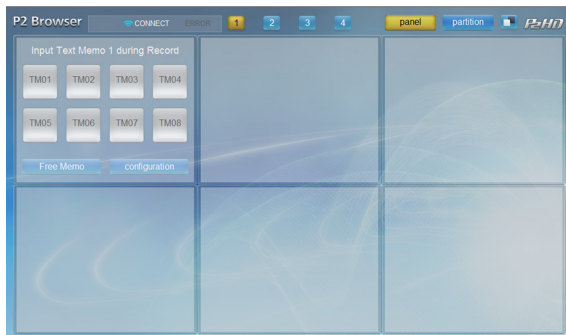 P2 Browser CONNECT ERROR 1 2 3 4 panel partition P2HD
Input Text Memo 1 during Record
TM01 TM02 TM03 TM04
TM05 TM06 TM07 TM08
Free Memo configuration